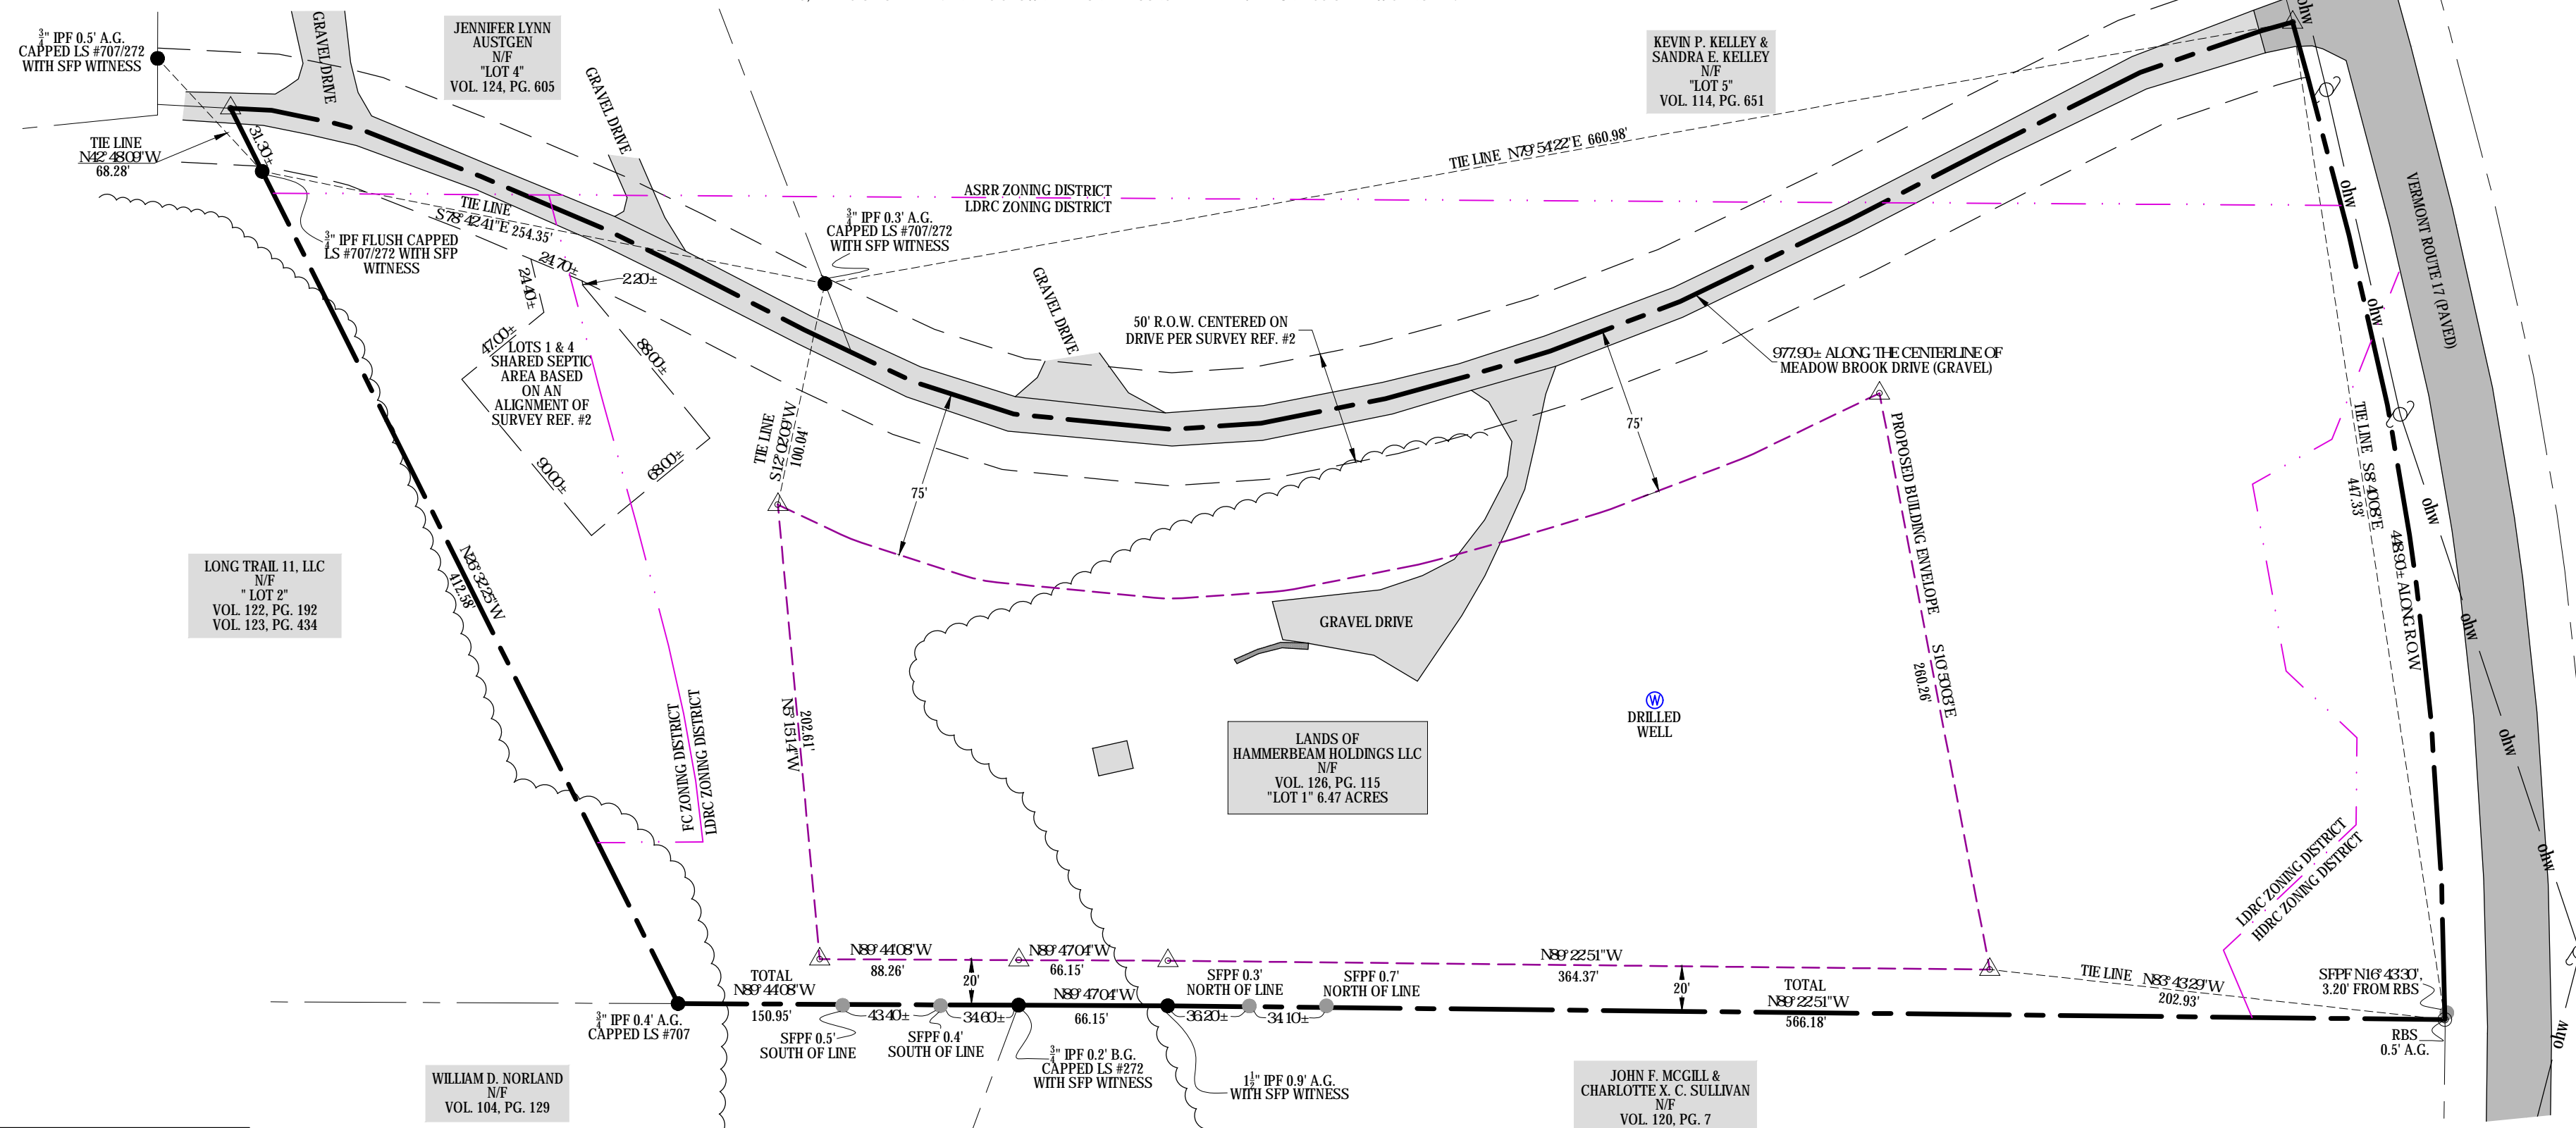 3/4" IPF 0.5' A.G.
CAPPED LS #707/272
WITH SFP WITNESS
GRAVEL DRIVE
JENNIFER LYNN
AUSTGEN
N/F
"LOT 4"
VOL. 124, PG. 605
GRAVEL DRIVE
KEVIN P. KELLEY &
SANDRA E. KELLEY
N/F
"LOT 5"
VOL. 114, PG. 651
TIE LINE
N42°48'09"W
68.28'
31.30'±
TIE LINE N79°54'22"E 660.98'
ASRR ZONING DISTRICT
LDRC ZONING DISTRICT
TIE LINE
S78°42'41"E 254.35'
3/4" IPF FLUSH CAPPED
LS #707/272 WITH SFP
WITNESS
3/4" IPF 0.3' A.G.
CAPPED LS #707/272
WITH SFP WITNESS
24.70'±
2.20'±
24.40'±
47.00'±
88.00'±
LOTS 1 & 4
SHARED SEPTIC
AREA BASED
ON AN
ALIGNMENT OF
SURVEY REF. #2
90.00'±
68.00'±
GRAVEL DRIVE
50' R.O.W. CENTERED ON
DRIVE PER SURVEY REF. #2
977.90'± ALONG THE CENTERLINE OF
MEADOW BROOK DRIVE (GRAVEL)
VERMONT ROUTE 17 (PAVED)
ohw
ohw
ohw
ohw
ohw
ohw
ohw
ohw
TIE LINE
S12°02'09"W
100.04'
75'
75'
PROPOSED BUILDING ENVELOPE
S10°50'03"E
260.26'
TIE LINE S8°40'08"E
447.33'
448.90'± ALONG R.O.W.
LONG TRAIL 11, LLC
N/F
" LOT 2"
VOL. 122, PG. 192
VOL. 123, PG. 434
N26°32'25"W
412.58'
GRAVEL DRIVE
202.61'
N5°15'14"W
FC ZONING DISTRICT
LDRC ZONING DISTRICT
LANDS OF
HAMMERBEAM HOLDINGS LLC
N/F
VOL. 126, PG. 115
"LOT 1" 6.47 ACRES
W
DRILLED
WELL
LDRC ZONING DISTRICT
HDRC ZONING DISTRICT
N89°44'08"W
88.26'
N89°47'04"W
66.15'
N89°22'51"W
364.37'
20'
20'
TIE LINE N83°43'29"W
202.93'
TOTAL
N89°44'08"W
150.95'
43.40'±
34.60'±
N89°47'04"W
66.15'
SFPF 0.3'
NORTH OF LINE
SFPF 0.7'
NORTH OF LINE
36.20'±
34.10'±
TOTAL
N89°22'51"W
566.18'
SFPF N16°43'30',
3.20' FROM RBS
RBS
0.5' A.G.
3/4" IPF 0.4' A.G.
CAPPED LS #707
SFPF 0.5'
SOUTH OF LINE
SFPF 0.4'
SOUTH OF LINE
3/4" IPF 0.2' B.G.
CAPPED LS #272
WITH SFP WITNESS
1 1/2" IPF 0.9' A.G.
WITH SFP WITNESS
WILLIAM D. NORLAND
N/F
VOL. 104, PG. 129
JOHN F. MCGILL &
CHARLOTTE X. C. SULLIVAN
N/F
VOL. 120, PG. 7